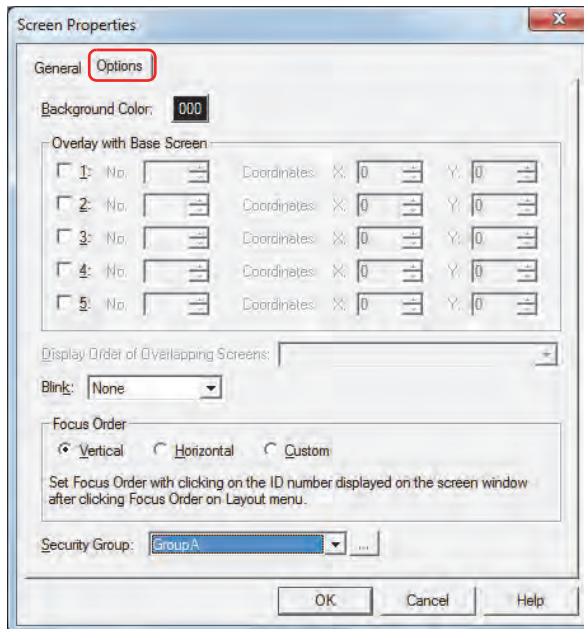 Screen Properties
General Options
Background Color: 000
Overlay with Base Screen
1: No. Coordinates X: 0 Y: 0
2: No. Coordinates X: 0 Y: 0
3: No. Coordinates X: 0 Y: 0
4: No. Coordinates X: 0 Y: 0
5: No. Coordinates X: 0 Y: 0
Display Order of Overlapping Screens:
Blink: None
Focus Order
Vertical Horizontal Custom
Set Focus Order with clicking on the ID number displayed on the screen window
after clicking Focus Order on Layout menu.
Security Group: GroupA ...
OK Cancel Help